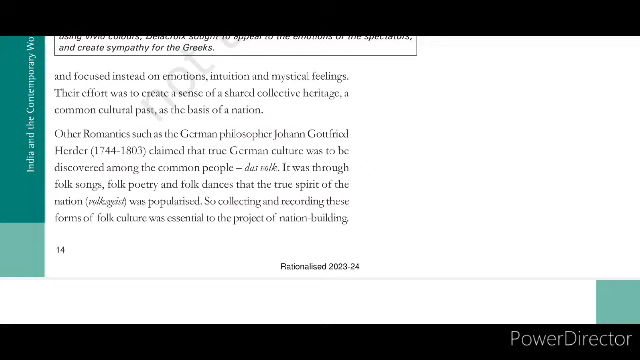 using vivid colours, Delacroix sought to appeal to the emotions of the spectators,
and create sympathy for the Greeks.
India and the Contemporary Wo
not
and focused instead on emotions, intuition and mystical feelings.
Their effort was to create a sense of a shared collective heritage, a
common cultural past, as the basis of a nation.
Other Romantics such as the German philosopher Johann Gottfried
Herder (1744-1803) claimed that true German culture was to be
discovered among the common people – das volk. It was through
folk songs, folk poetry and folk dances that the true spirit of the
nation (volksgeist) was popularised. So collecting and recording these
forms of folk culture was essential to the project of nation-building.
14
Rationalised 2023-24
PowerDirector